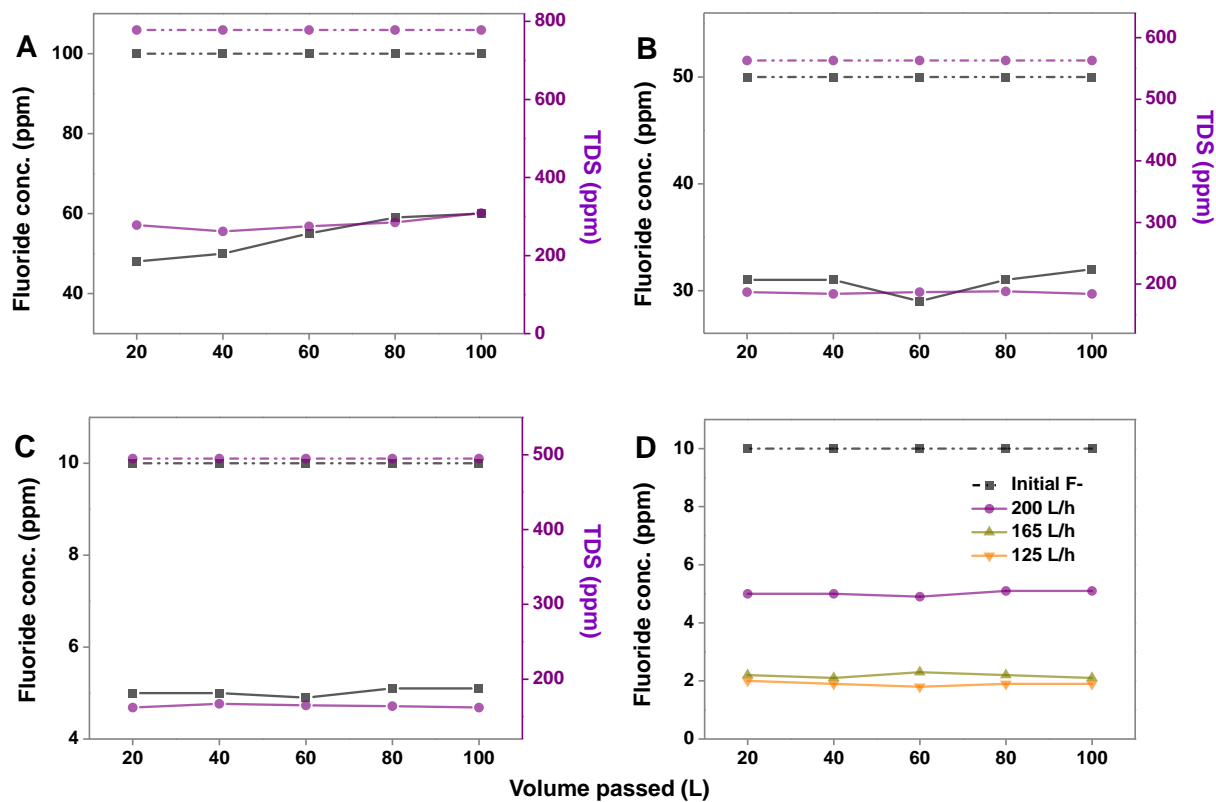 A
Fluoride conc. (ppm)
100
80
60
40
800
600
400
200
0
TDS (ppm)
20 40 60 80 100
B
Fluoride conc. (ppm)
50
40
30
600
500
400
300
200
TDS (ppm)
20 40 60 80 100
C
Fluoride conc. (ppm)
10
8
6
4
500
400
300
200
TDS (ppm)
20 40 60 80 100
D
Fluoride conc. (ppm)
10
8
6
4
2
0
Initial F-
200 L/h
165 L/h
125 L/h
20 40 60 80 100
Volume passed (L)